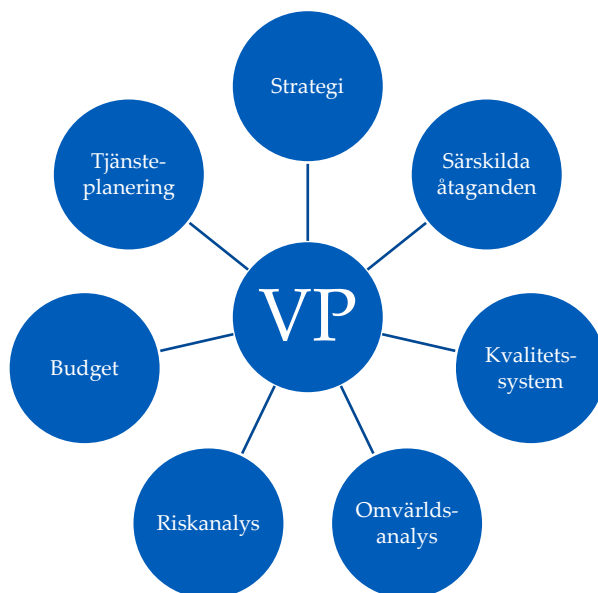 Strategi
Tjänste-
planering
Särskilda
åtaganden
VP
Budget
Kvalitets-
system
Riskanalys
Omvärlds-
analys